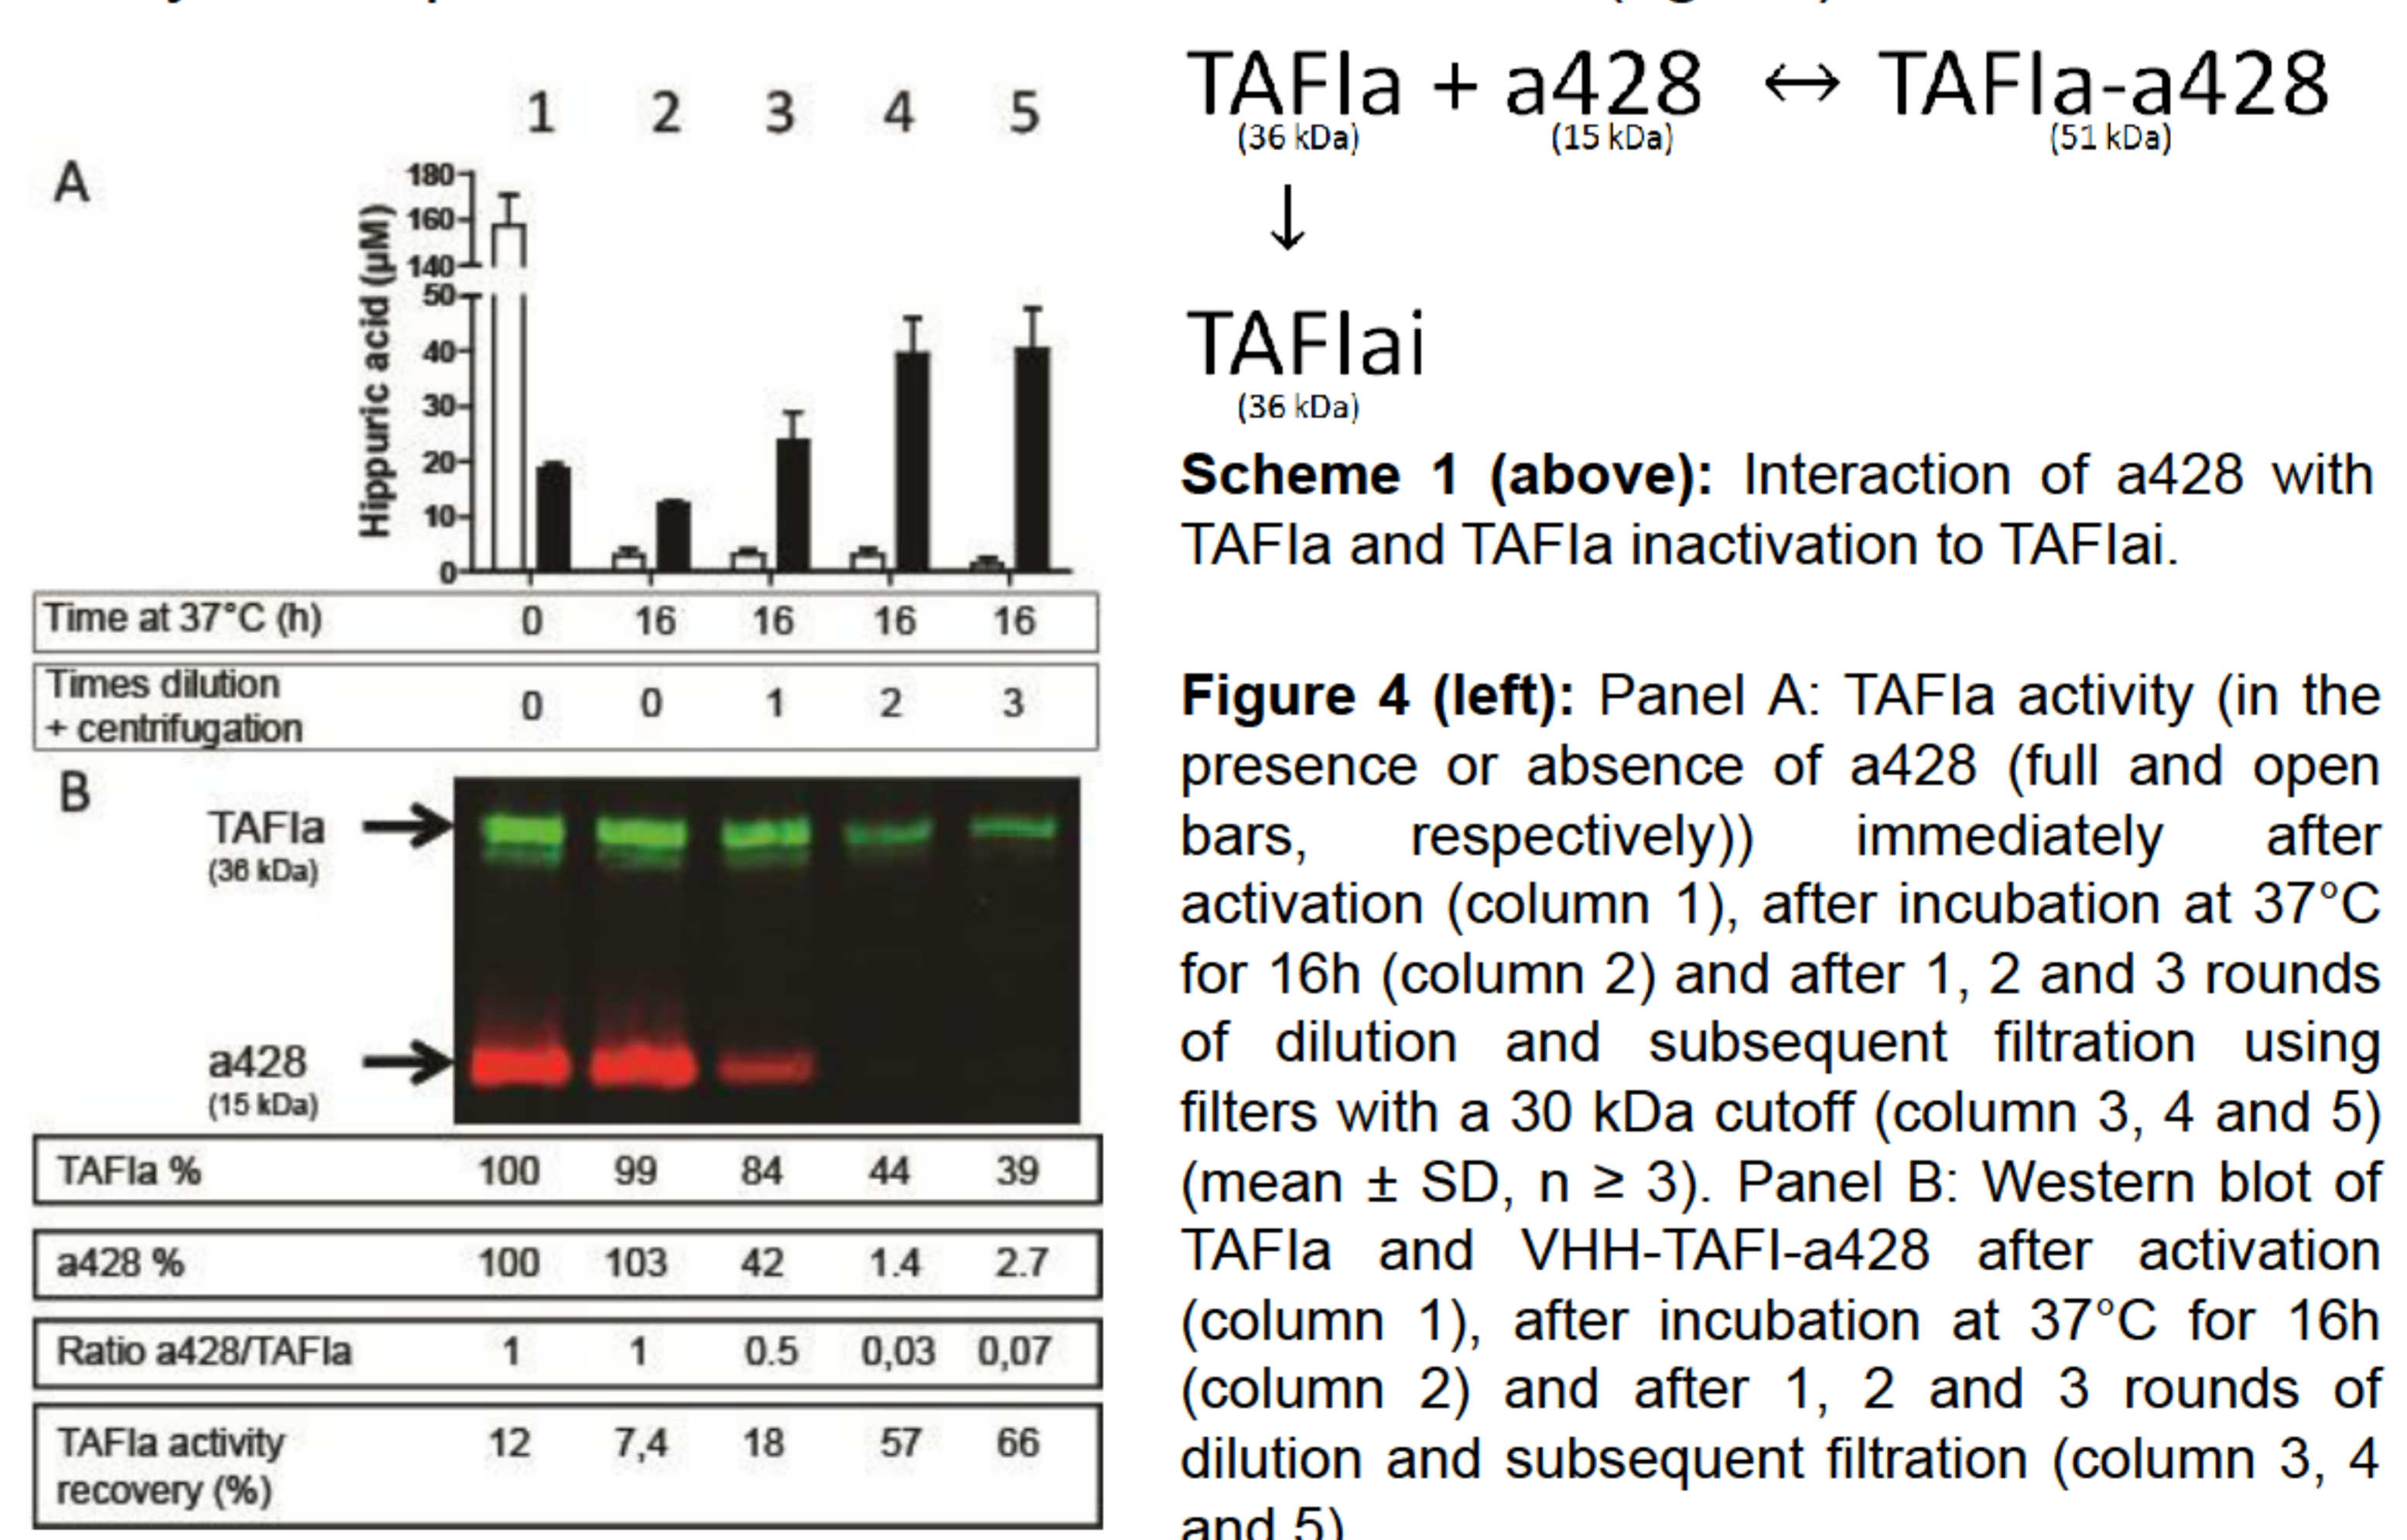 1 2 3 4 5
A
Hippuric acid (µM)
180
160
140
50
40
30
20
10
0
Time at 37°C (h) 0 16 16 16 16
Times dilution
+ centrifugation 0 0 1 2 3
B
TAFIa
(36 kDa)
a428
(15 kDa)
TAFIa % 100 99 84 44 39
a428 % 100 103 42 1.4 2.7
Ratio a428/TAFIa 1 1 0.5 0,03 0,07
TAFIa activity
recovery (%) 12 7,4 18 57 66
TAFIa + a428 ↔ TAFIa-a428
(36 kDa) (15 kDa) (51 kDa)
↓
TAFIai
(36 kDa)
Scheme 1 (above): Interaction of a428 with
TAFIa and TAFIa inactivation to TAFIai.
Figure 4 (left): Panel A: TAFIa activity (in the
presence or absence of a428 (full and open
bars, respectively)) immediately after
activation (column 1), after incubation at 37°C
for 16h (column 2) and after 1, 2 and 3 rounds
of dilution and subsequent filtration using
filters with a 30 kDa cutoff (column 3, 4 and 5)
(mean ± SD, n ≥ 3). Panel B: Western blot of
TAFIa and VHH-TAFI-a428 after activation
(column 1), after incubation at 37°C for 16h
(column 2) and after 1, 2 and 3 rounds of
dilution and subsequent filtration (column 3, 4
and 5)